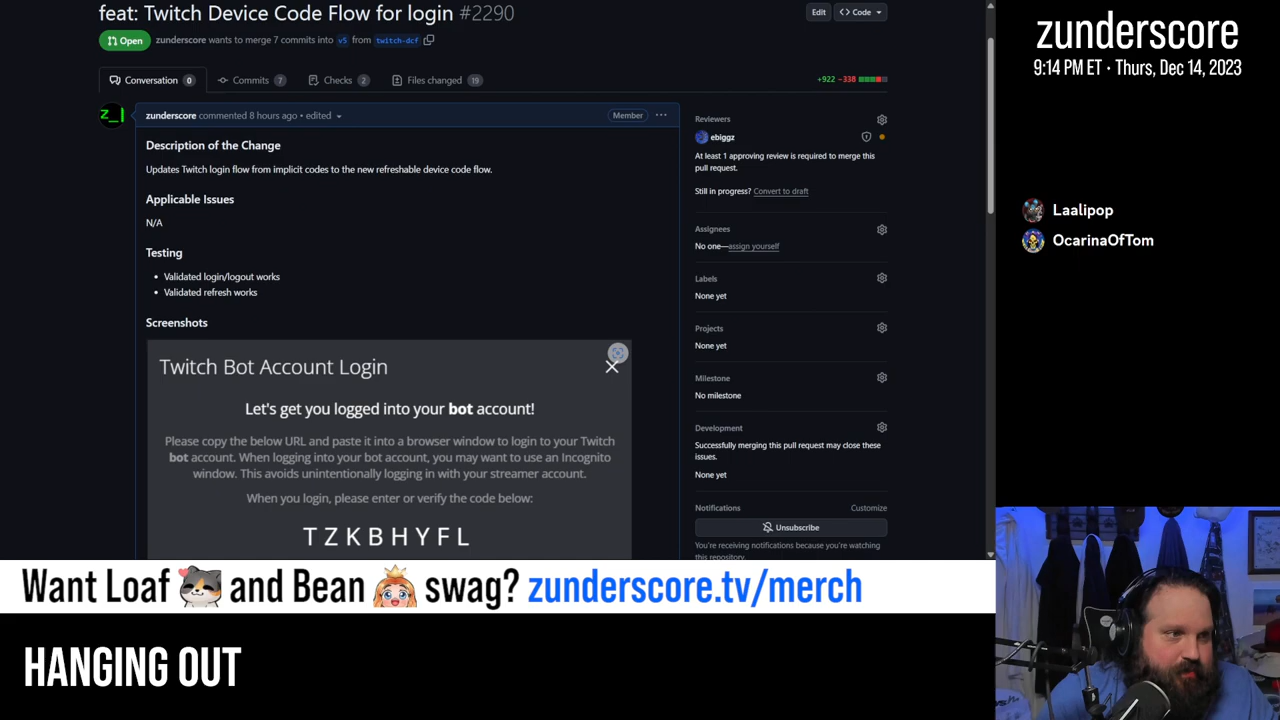 feat: Twitch Device Code Flow for login #2290
Edit
<> Code
Open
zunderscore wants to merge 7 commits into v5 from twitch-dcf
Conversation 0
Commits 7
Checks 2
Files changed 19
+922 −338
zunderscore commented 8 hours ago • edited
Member
Description of the Change
Updates Twitch login flow from implicit codes to the new refreshable device code flow.
Applicable Issues
N/A
Testing
• Validated login/logout works
• Validated refresh works
Screenshots
Twitch Bot Account Login
Let's get you logged into your bot account!
Please copy the below URL and paste it into a browser window to login to your Twitch
bot account. When logging into your bot account, you may want to use an Incognito
window. This avoids unintentionally logging in with your streamer account.
When you login, please enter or verify the code below:
TZKBHYFL
Reviewers
ebiggz
At least 1 approving review is required to merge this
pull request.
Still in progress? Convert to draft
Assignees
No one—assign yourself
Labels
None yet
Projects
None yet
Milestone
No milestone
Development
Successfully merging this pull request may close these
issues.
None yet
Notifications
Customize
Unsubscribe
You're receiving notifications because you're watching
this repository.
zunderscore
9:14 PM ET • Thurs, Dec 14, 2023
Laalipop
OcarinaOfTom
Want Loaf and Bean swag? zunderscore.tv/merch
HANGING OUT